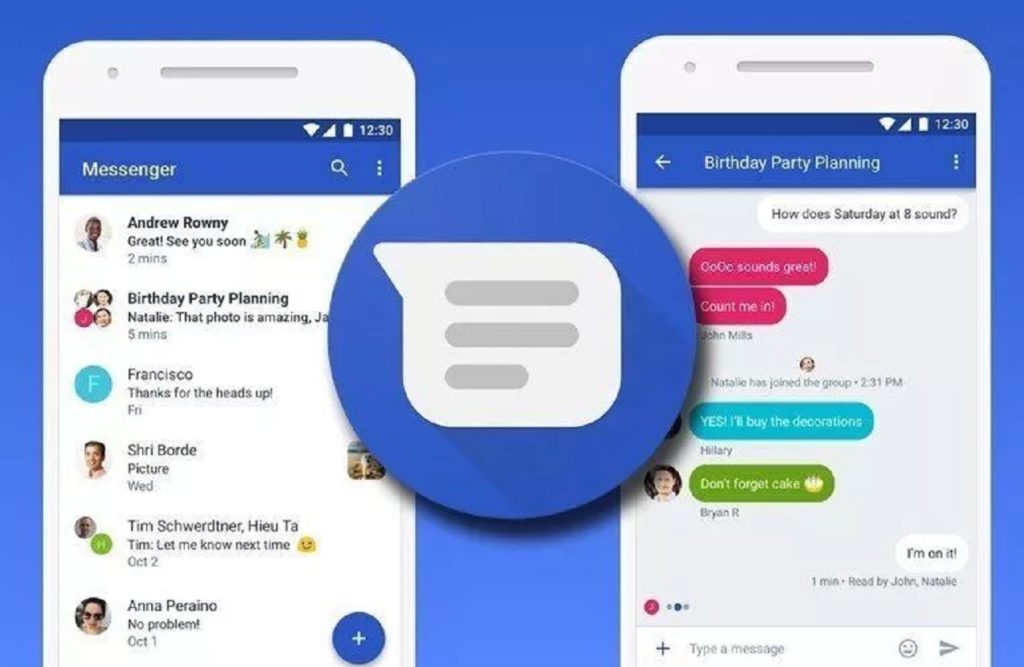 12:30
Messenger
Andrew Rowny
Great! See you soon 🏄🌴🍍
2 mins
Birthday Party Planning
Natalie: That photo is amazing, Ja
5 mins
F
Francisco
Thanks for the heads up!
Fri
Shri Borde
Picture
Wed
H
Tim Schwerdtner, Hieu Ta
Tim: Let me know next time 😉
Oct 2
Anna Peraino
No problem!
Oct 1
+
12:30
Birthday Party Planning
How does Saturday at 8 sound?
OoOo sounds great!
Count me in!
John Mills
Natalie has joined the group • 2:31 PM
YES! I'll buy the decorations
Hillary
Don't forget cake 🎂
Bryan R
I'm on it!
1 min • Read by John, Natalie
J
+ Type a message